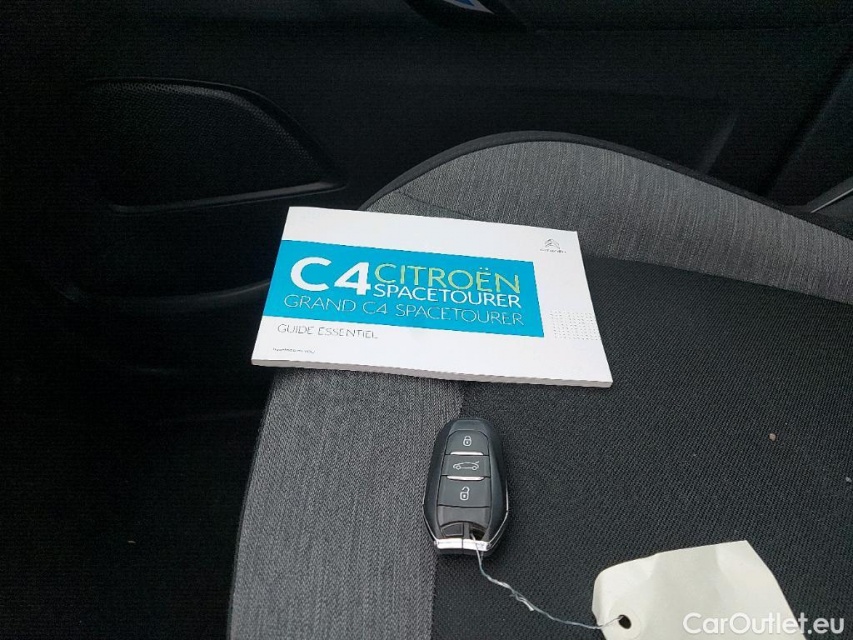 C4 CITROËN
SPACETOURER
GRAND C4 SPACETOURER
GUIDE ESSENTIEL
CarOutlet.eu